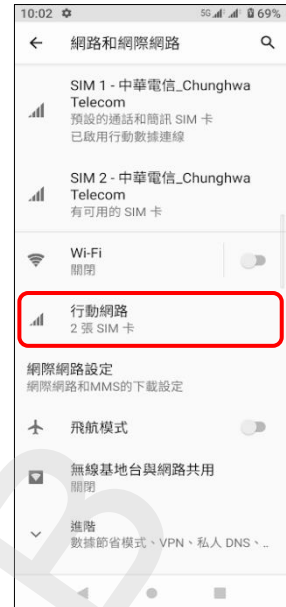 10:02 5G 69%
網路和網際網路
SIM 1 - 中華電信_Chunghwa
Telecom
預設的通話和簡訊 SIM 卡
已啟用行動數據連線
SIM 2 - 中華電信_Chunghwa
Telecom
有可用的 SIM 卡
Wi-Fi
關閉
行動網路
2 張 SIM 卡
網際網路設定
網際網路和MMS的下載設定
飛航模式
無線基地台與網路共用
關閉
進階
數據節省模式、VPN、私人 DNS、..